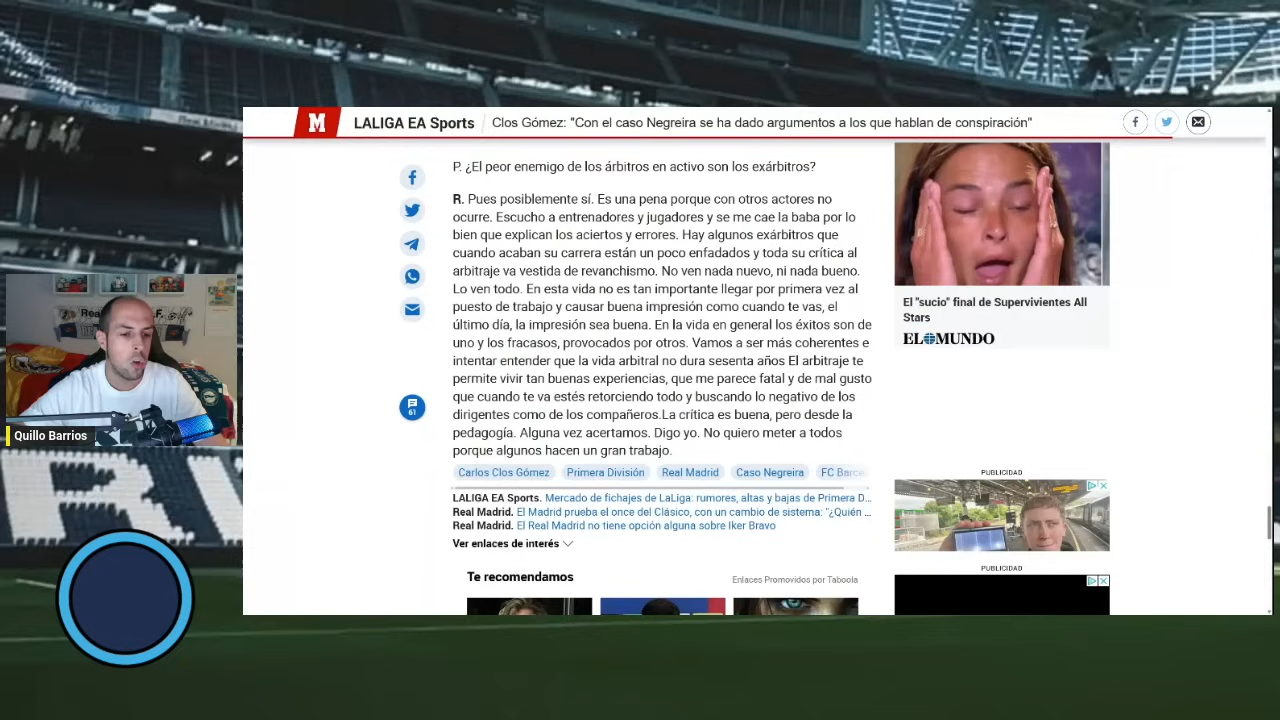 M LALIGA EA Sports Clos Gómez: "Con el caso Negreira se ha dado argumentos a los que hablan de conspiración"
P. ¿El peor enemigo de los árbitros en activo son los exárbitros?
R. Pues posiblemente sí. Es una pena porque con otros actores no
ocurre. Escucho a entrenadores y jugadores y se me cae la baba por lo
bien que explican los aciertos y errores. Hay algunos exárbitros que
cuando acaban su carrera están un poco enfadados y toda su crítica al
arbitraje va vestida de revanchismo. No ven nada nuevo, ni nada bueno.
Lo ven todo. En esta vida no es tan importante llegar por primera vez al
puesto de trabajo y causar buena impresión como cuando te vas, el
último día, la impresión sea buena. En la vida en general los éxitos son de
uno y los fracasos, provocados por otros. Vamos a ser más coherentes e
intentar entender que la vida arbitral no dura sesenta años El arbitraje te
permite vivir tan buenas experiencias, que me parece fatal y de mal gusto
que cuando te va estés retorciendo todo y buscando lo negativo de los
dirigentes como de los compañeros.La crítica es buena, pero desde la
pedagogía. Alguna vez acertamos. Digo yo. No quiero meter a todos
porque algunos hacen un gran trabajo.
61
Carlos Clos Gómez Primera División Real Madrid Caso Negreira FC Barce
LALIGA EA Sports. Mercado de fichajes de LaLiga: rumores, altas y bajas de Primera D...
Real Madrid. El Madrid prueba el once del Clásico, con un cambio de sistema: "¿Quién ...
Real Madrid. El Real Madrid no tiene opción alguna sobre Iker Bravo
Ver enlaces de interés
Te recomendamos
Enlaces Promovidos por Taboola
El "sucio" final de Supervivientes All
Stars
EL MUNDO
PUBLICIDAD
PUBLICIDAD
Quillo Barrios